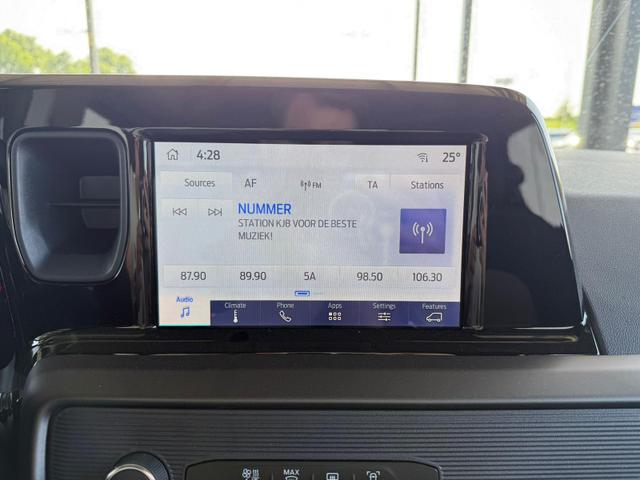 4:28 25°
Sources AF FM TA Stations
NUMMER
STATION KJB VOOR DE BESTE
MUZIEK!
87.90 89.90 5A 98.50 106.30
Audio Climate Phone Apps Settings Features
MAX